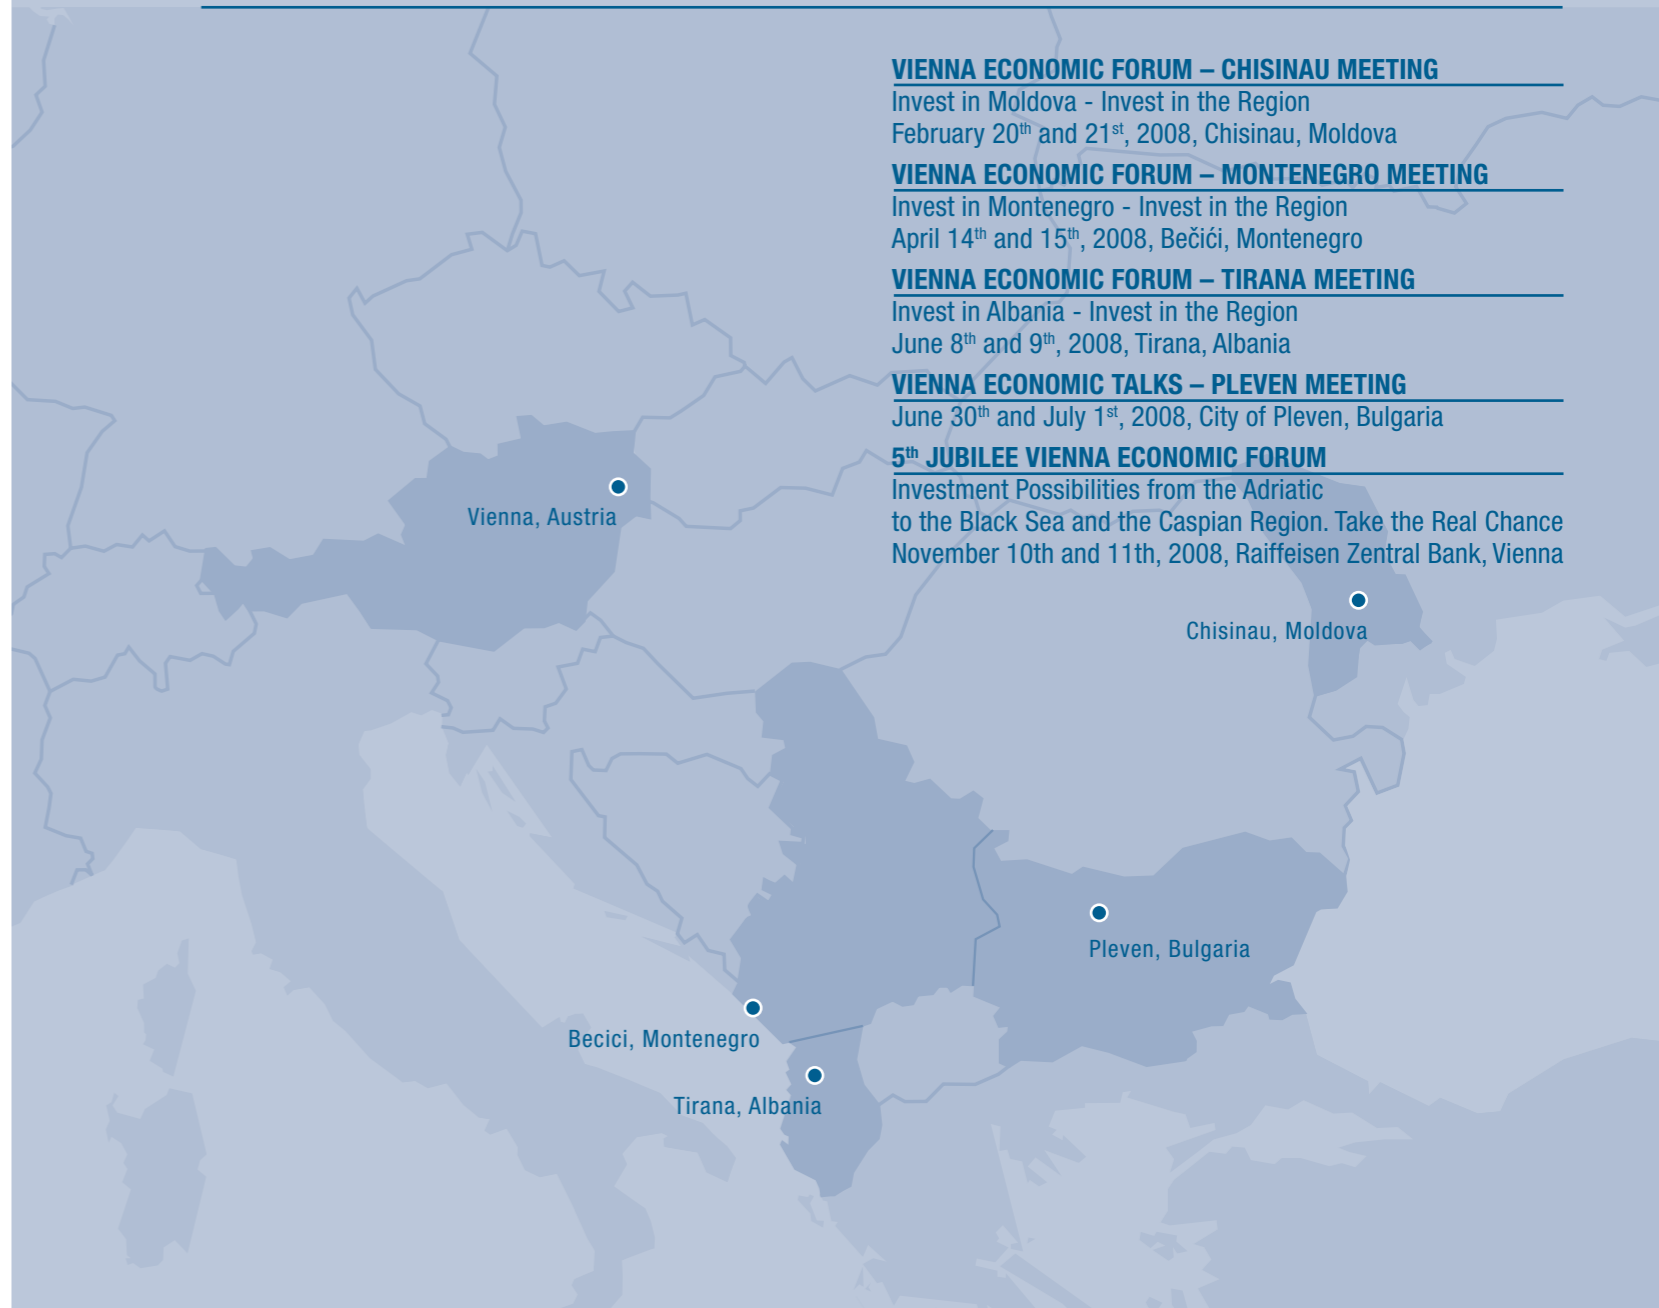 VIENNA ECONOMIC FORUM – CHISINAU MEETING
Invest in Moldova - Invest in the Region
February 20th and 21st, 2008, Chisinau, Moldova
VIENNA ECONOMIC FORUM – MONTENEGRO MEETING
Invest in Montenegro - Invest in the Region
April 14th and 15th, 2008, Bečići, Montenegro
VIENNA ECONOMIC FORUM – TIRANA MEETING
Invest in Albania - Invest in the Region
June 8th and 9th, 2008, Tirana, Albania
VIENNA ECONOMIC TALKS – PLEVEN MEETING
June 30th and July 1st, 2008, City of Pleven, Bulgaria
5th JUBILEE VIENNA ECONOMIC FORUM
Investment Possibilities from the Adriatic
to the Black Sea and the Caspian Region. Take the Real Chance
November 10th and 11th, 2008, Raiffeisen Zentral Bank, Vienna
Vienna, Austria
Chisinau, Moldova
Pleven, Bulgaria
Becici, Montenegro
Tirana, Albania